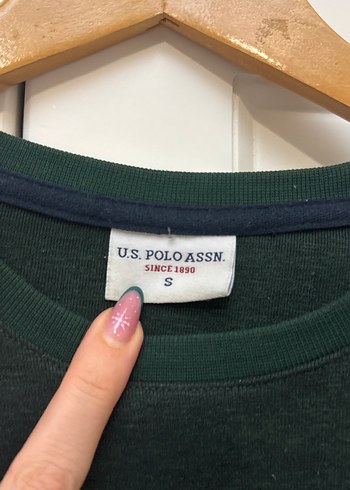 U.S. POLO ASSN.
SINCE 1890
S